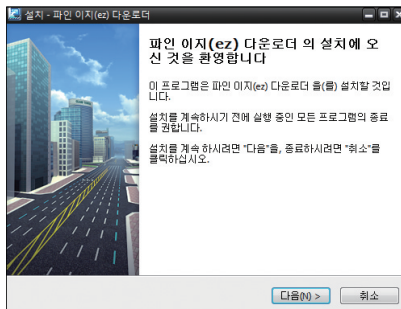 설치 - 파인 이지(ez) 다운로더
파인 이지(ez) 다운로더 의 설치에 오
신 것을 환영합니다
이 프로그램은 파인 이지(ez) 다운로더 을(를) 설치할 것입
니다.
설치를 계속하시기 전에 실행 중인 모든 프로그램의 종료
를 권합니다.
설치를 계속 하시려면 "다음"을, 종료하시려면 "취소"를
클릭하십시오.
다음(N) >
취소